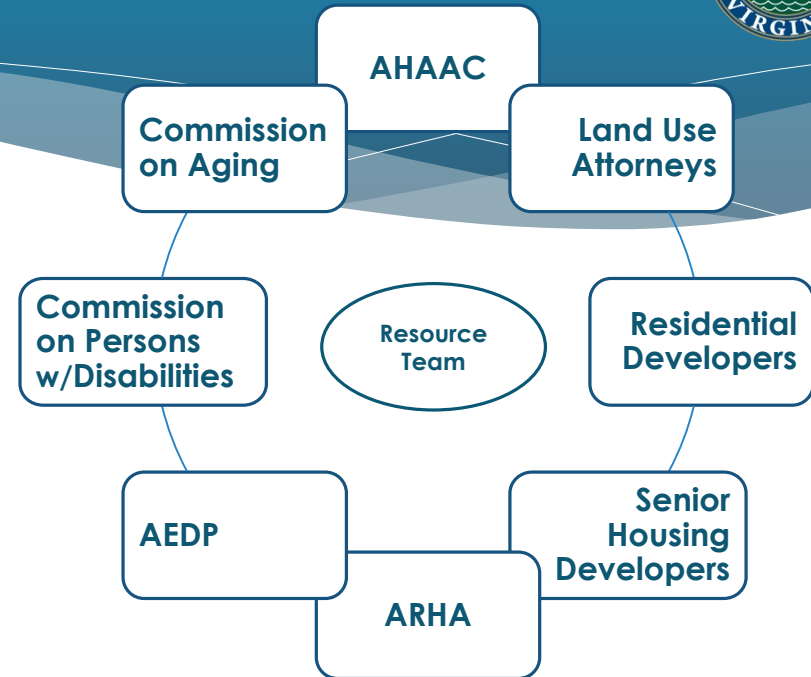 AHAAC
Commission
on Aging
Land Use
Attorneys
Commission
on Persons
w/Disabilities
Resource
Team
Residential
Developers
AEDP
Senior
Housing
Developers
ARHA